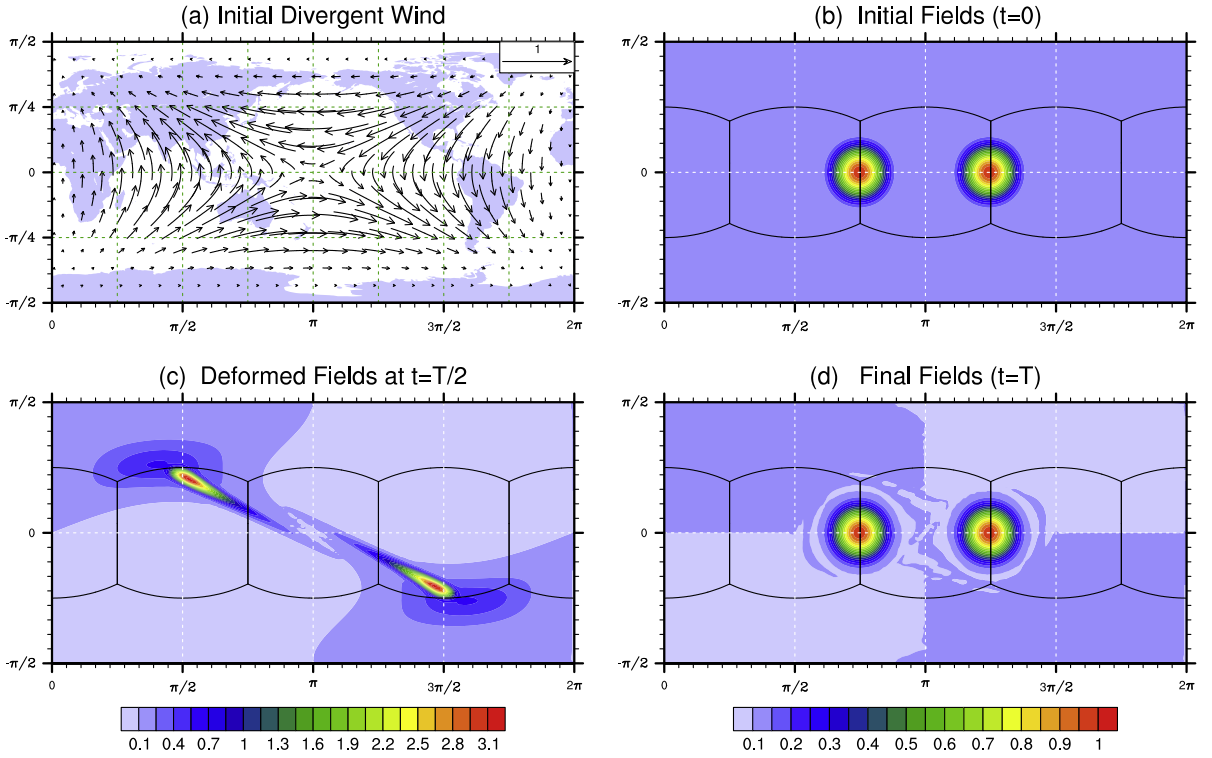 (a) Initial Divergent Wind
(b) Initial Fields (t=0)
π/2
π/4
0
-π/4
-π/2
1
0
π/2
π
3π/2
2π
π/2
0
-π/2
0
π/2
π
3π/2
2π
(c) Deformed Fields at t=T/2
(d) Final Fields (t=T)
π/2
0
-π/2
0
π/2
π
3π/2
2π
π/2
0
-π/2
0
π/2
π
3π/2
2π
0.1 0.4 0.7 1 1.3 1.6 1.9 2.2 2.5 2.8 3.1
0.1 0.2 0.3 0.4 0.5 0.6 0.7 0.8 0.9 1